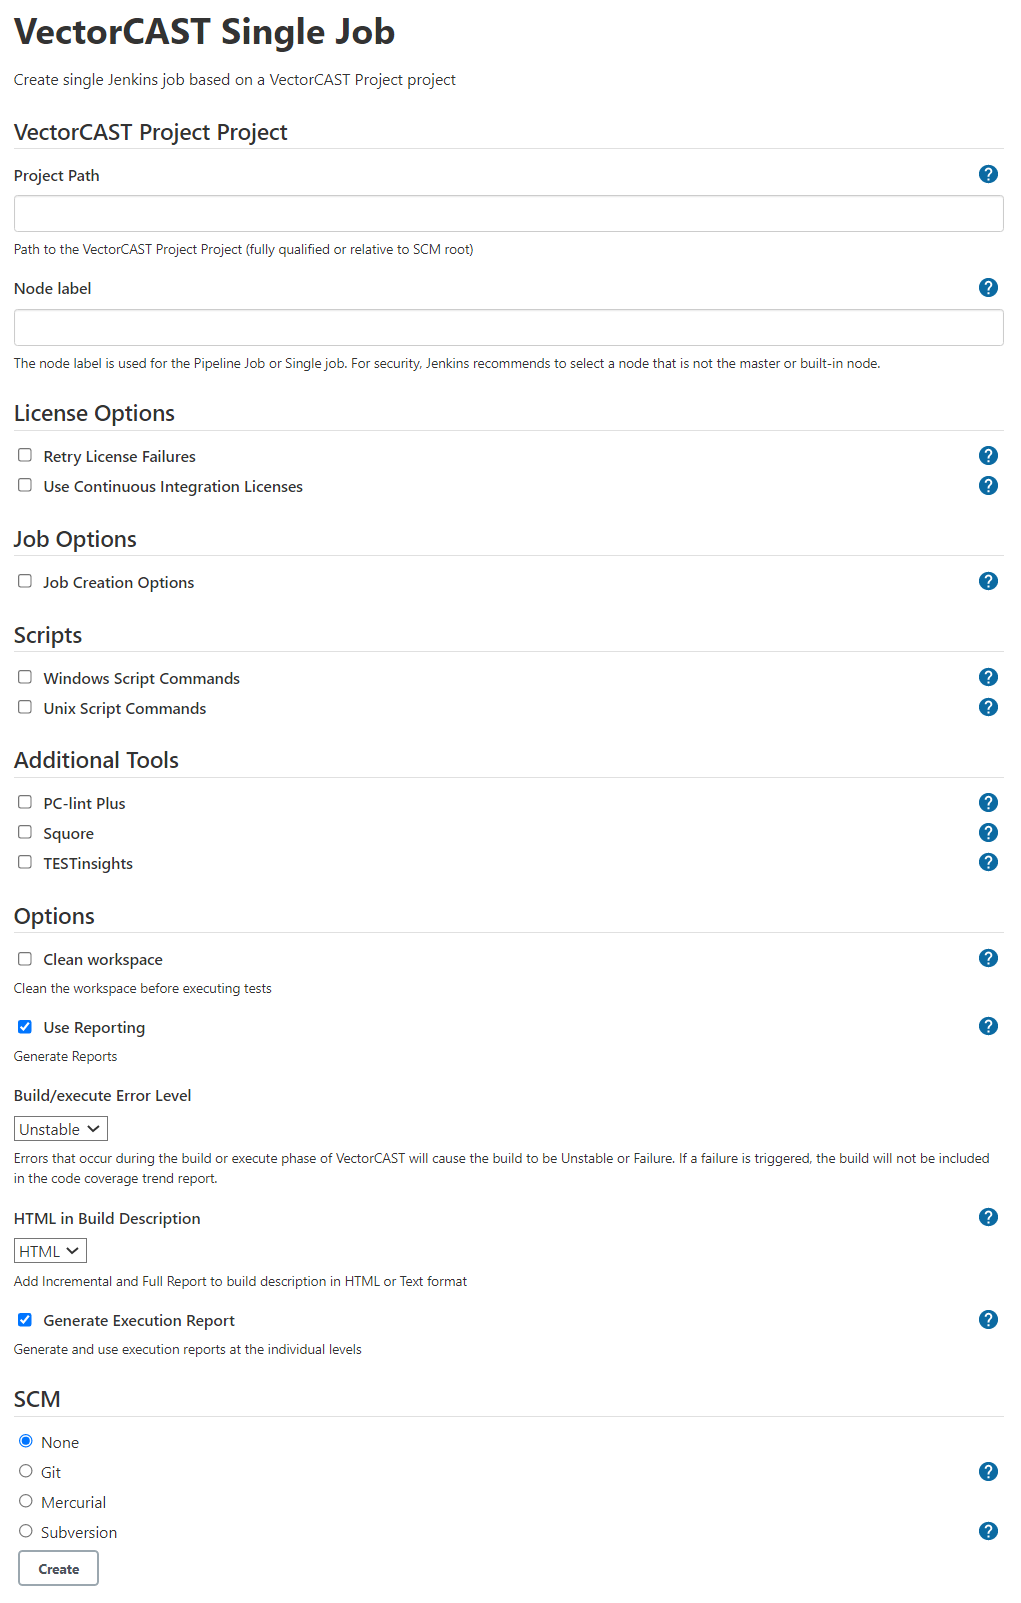 VectorCAST Single Job
Create single Jenkins job based on a VectorCAST Project project
VectorCAST Project Project
Project Path
?
Path to the VectorCAST Project Project (fully qualified or relative to SCM root)
Node label
?
The node label is used for the Pipeline Job or Single job. For security, Jenkins recommends to select a node that is not the master or built-in node.
License Options
Retry License Failures
?
Use Continuous Integration Licenses
?
Job Options
Job Creation Options
?
Scripts
Windows Script Commands
?
Unix Script Commands
?
Additional Tools
PC-lint Plus
?
Squore
?
TESTinsights
?
Options
Clean workspace
?
Clean the workspace before executing tests
Use Reporting
?
Generate Reports
Build/execute Error Level
Unstable
Errors that occur during the build or execute phase of VectorCAST will cause the build to be Unstable or Failure. If a failure is triggered, the build will not be included
in the code coverage trend report.
HTML in Build Description
?
HTML
Add Incremental and Full Report to build description in HTML or Text format
Generate Execution Report
?
Generate and use execution reports at the individual levels
SCM
None
Git
?
Mercurial
Subversion
?
Create